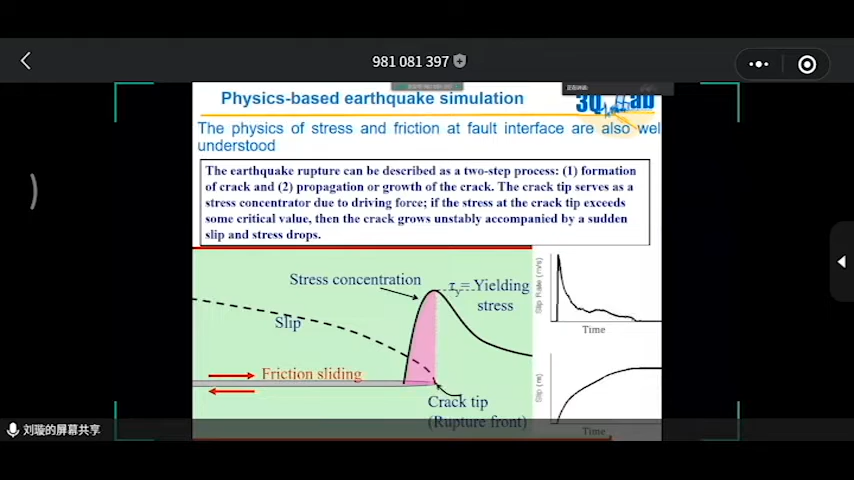 981 081 397
Physics-based earthquake simulation
The physics of stress and friction at fault interface are also wel
understood
The earthquake rupture can be described as a two-step process: (1) formation
of crack and (2) propagation or growth of the crack. The crack tip serves as a
stress concentrator due to driving force; if the stress at the crack tip exceeds
some critical value, then the crack grows unstably accompanied by a sudden
slip and stress drops.
Stress concentration
τy= Yielding
stress
Slip
Friction sliding
Crack tip
(Rupture front)
Slip Rate (m/s)
Time
Slip (m)
Time
刘璇的屏幕共享